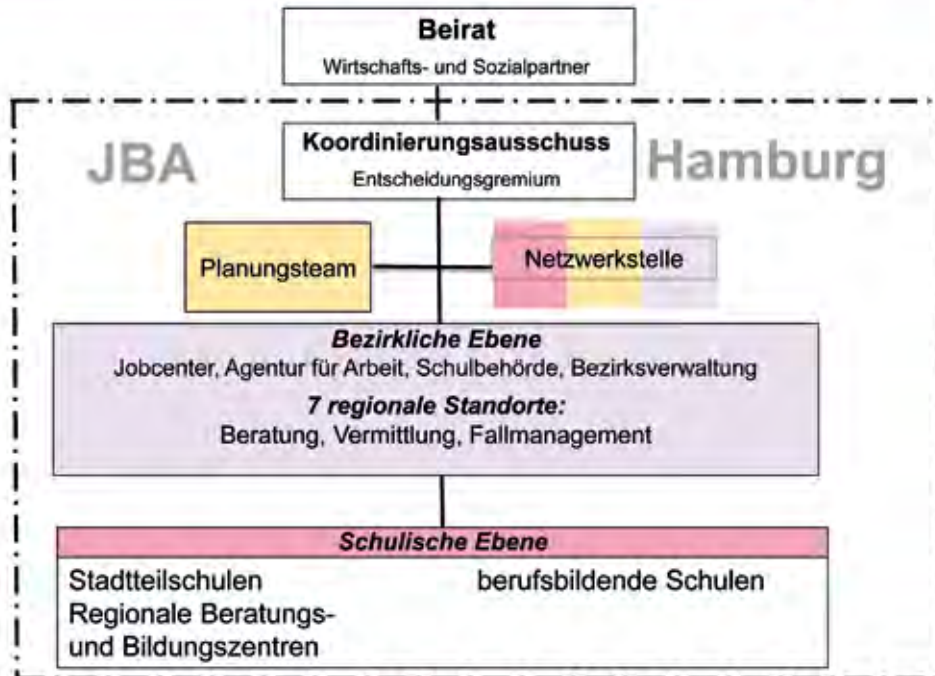 Beirat
Wirtschafts- und Sozialpartner
JBA
Koordinierungsausschuss
Entscheidungsgremium
Hamburg
Planungsteam
Netzwerkstelle
Bezirkliche Ebene
Jobcenter, Agentur für Arbeit, Schulbehörde, Bezirksverwaltung
7 regionale Standorte:
Beratung, Vermittlung, Fallmanagement
Schulische Ebene
Stadtteilschulen
Regionale Beratungs-
und Bildungszentren
berufsbildende Schulen